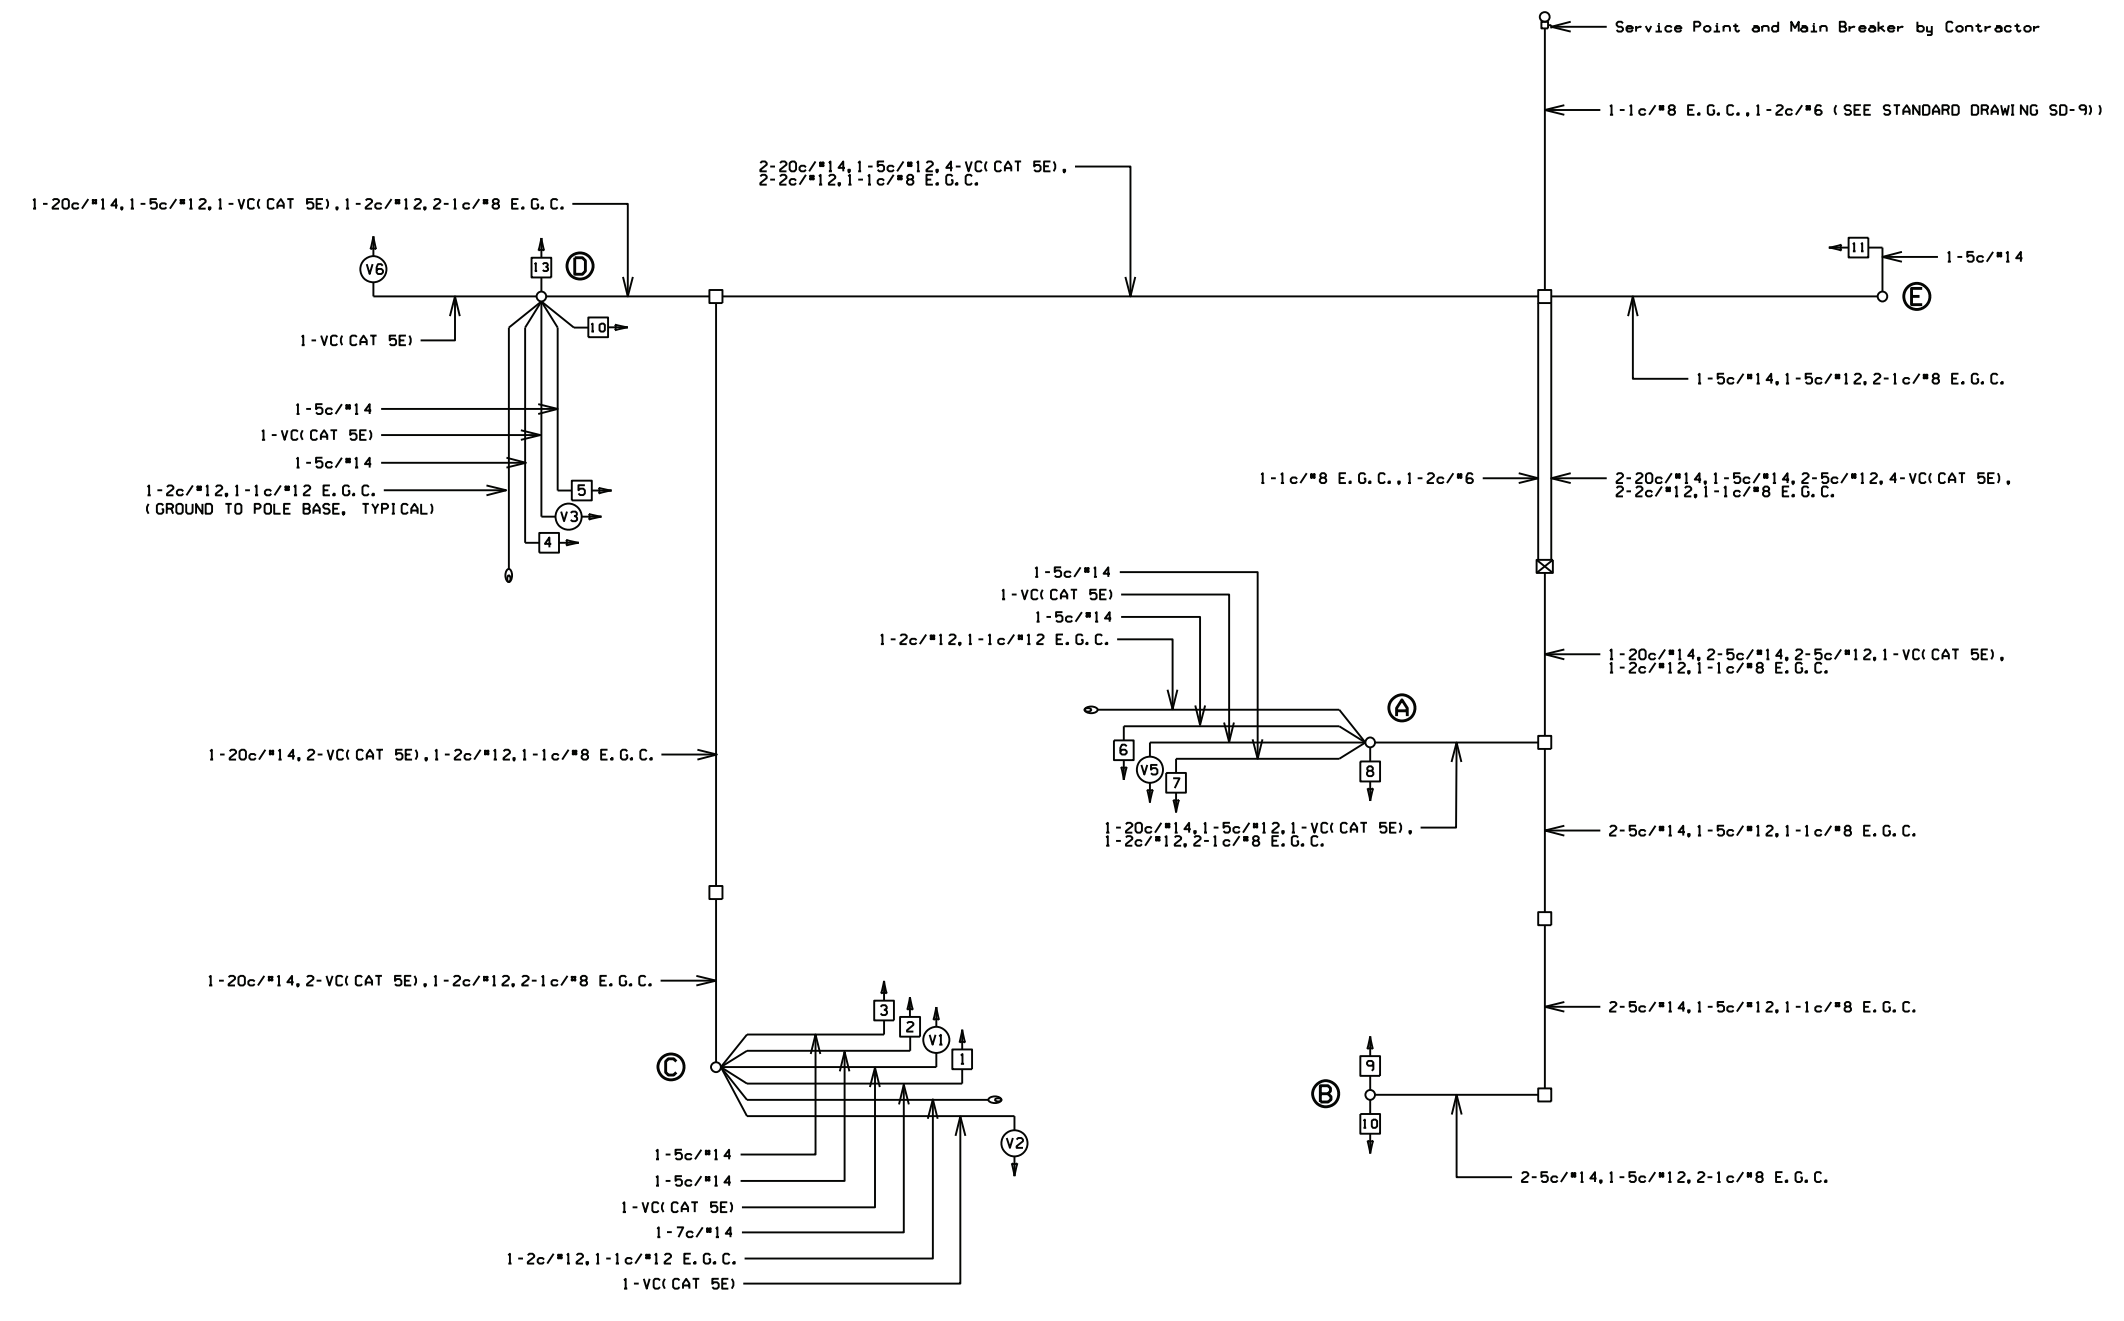 Service Point and Main Breaker by Contractor
1-1c/#8 E.G.C.,1-2c/#6 (SEE STANDARD DRAWING SD-9))
2-20c/#14,1-5c/#12,4-VC(CAT 5E),
2-2c/#12,1-1c/#8 E.G.C.
1-20c/#14,1-5c/#12,1-VC(CAT 5E),1-2c/#12,2-1c/#8 E.G.C.
V6
13
D
11
1-5c/#14
E
10
1-VC(CAT 5E)
1-5c/#14,1-5c/#12,2-1c/#8 E.G.C.
1-5c/#14
1-VC(CAT 5E)
1-5c/#14
1-2c/#12,1-1c/#12 E.G.C.
(GROUND TO POLE BASE, TYPICAL)
5
V3
4
1-1c/#8 E.G.C.,1-2c/#6
2-20c/#14,1-5c/#14,2-5c/#12,4-VC(CAT 5E),
2-2c/#12,1-1c/#8 E.G.C.
1-5c/#14
1-VC(CAT 5E)
1-5c/#14
1-2c/#12,1-1c/#12 E.G.C.
1-20c/#14,2-5c/#14,2-5c/#12,1-VC(CAT 5E),
1-2c/#12,1-1c/#8 E.G.C.
A
6
V5
7
8
1-20c/#14,2-VC(CAT 5E),1-2c/#12,1-1c/#8 E.G.C.
1-20c/#14,1-5c/#12,1-VC(CAT 5E),
1-2c/#12,2-1c/#8 E.G.C.
2-5c/#14,1-5c/#12,1-1c/#8 E.G.C.
1-20c/#14,2-VC(CAT 5E),1-2c/#12,2-1c/#8 E.G.C.
2-5c/#14,1-5c/#12,1-1c/#8 E.G.C.
3
2
V1
1
C
V2
9
B
10
1-5c/#14
1-5c/#14
1-VC(CAT 5E)
1-7c/#14
1-2c/#12,1-1c/#12 E.G.C.
1-VC(CAT 5E)
2-5c/#14,1-5c/#12,2-1c/#8 E.G.C.